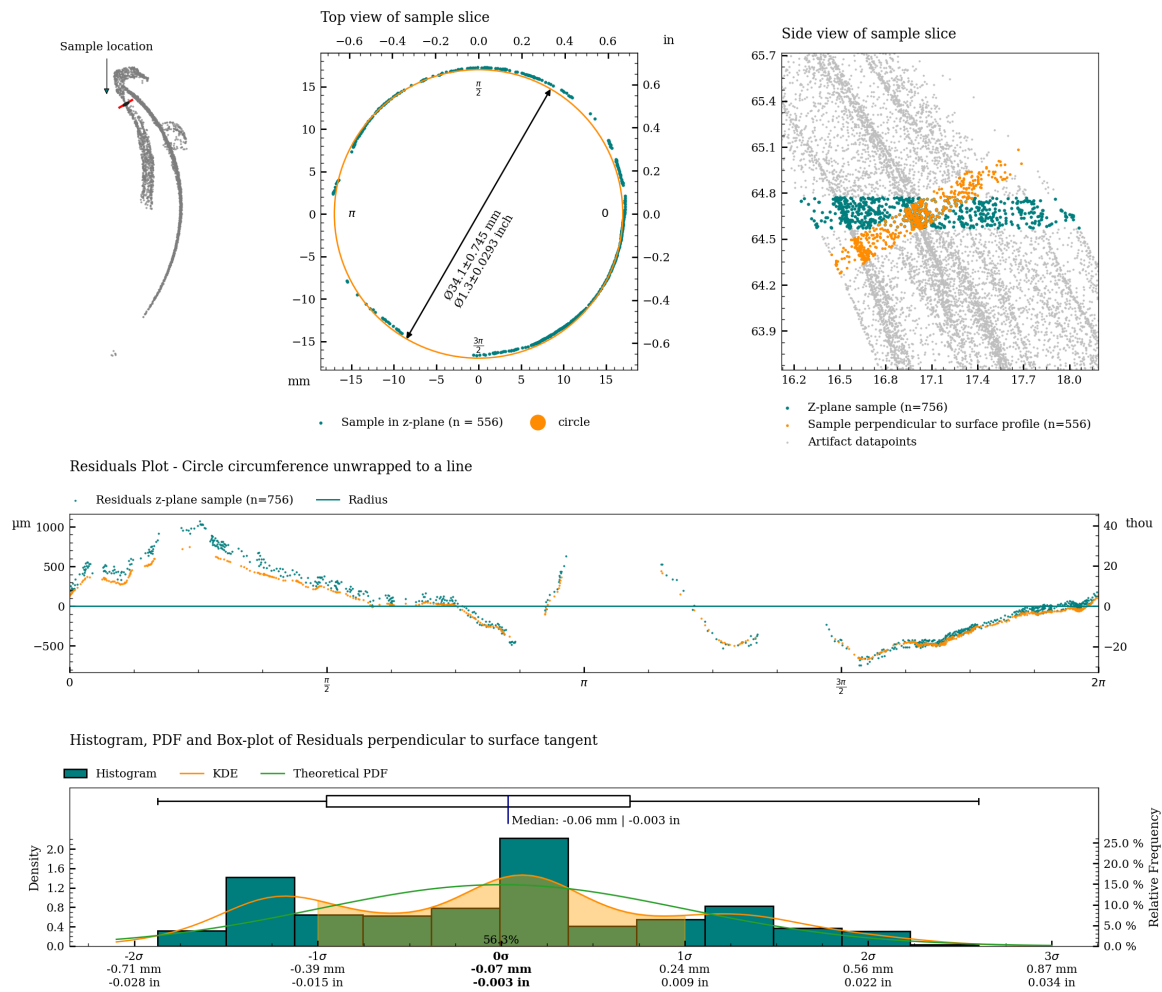 Sample location
Top view of sample slice
−0.6 −0.4 −0.2 0.0 0.2 0.4 0.6 in
15
10
5
0
−5
−10
−15
0.6
0.4
0.2
0.0
−0.2
−0.4
−0.6
π/2
π
0
3π/2
Ø34.1±0.745 mm
Ø1.3±0.0293 inch
mm −15 −10 −5 0 5 10 15
Sample in z-plane (n = 556) circle
Side view of sample slice
65.7
65.4
65.1
64.8
64.5
64.2
63.9
16.2 16.5 16.8 17.1 17.4 17.7 18.0
Z-plane sample (n=756)
Sample perpendicular to surface profile (n=556)
Artifact datapoints
Residuals Plot - Circle circumference unwrapped to a line
Residuals z-plane sample (n=756) Radius
µm
1000
500
0
−500
thou
40
20
0
−20
0 π/2 π 3π/2 2π
Histogram, PDF and Box-plot of Residuals perpendicular to surface tangent
Histogram KDE Theoretical PDF
Median: -0.06 mm | -0.003 in
Density
2.0
1.6
1.2
0.8
0.4
0.0
25.0 %
20.0 %
15.0 %
10.0 %
5.0 %
0.0 %
Relative Frequency
56.3%
-2σ -1σ 0σ 1σ 2σ 3σ
-0.71 mm -0.39 mm -0.07 mm 0.24 mm 0.56 mm 0.87 mm
-0.028 in -0.015 in -0.003 in 0.009 in 0.022 in 0.034 in